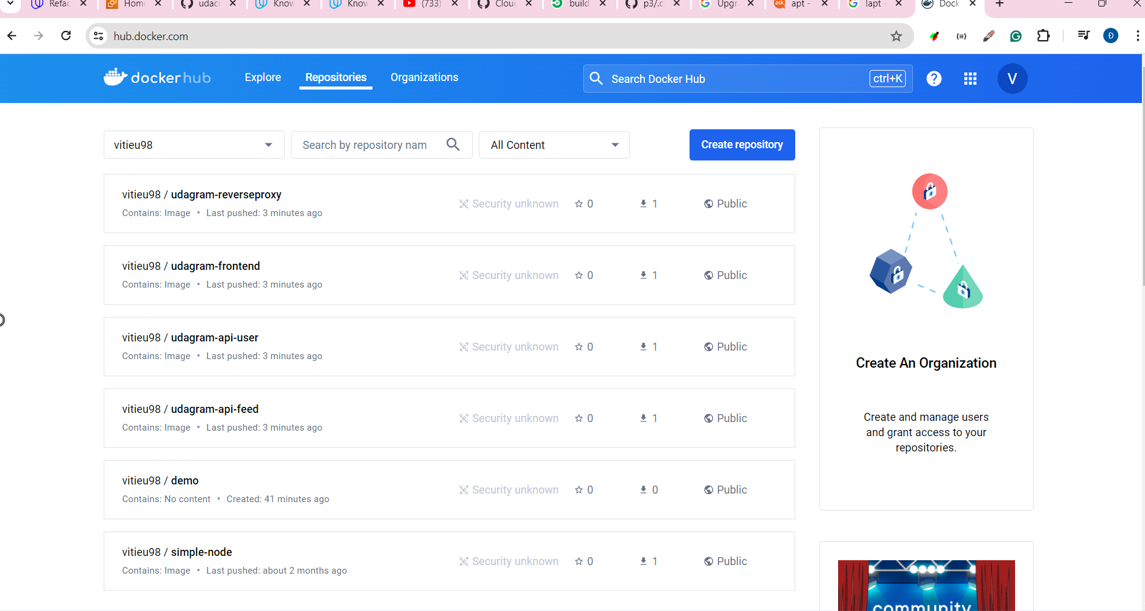 Refac
Hom
udaci
Know
Know
(733)
Clou
build
p3/.c
Upgr
apt -
1apt -
Dock
hub.docker.com
Đ
dockerhub
Explore
Repositories
Organizations
Search Docker Hub
ctrl+K
?
V
vitieu98
Search by repository nam
All Content
Create repository
vitieu98 / udagram-reverseproxy
Security unknown
0
1
Public
Contains: Image • Last pushed: 3 minutes ago
vitieu98 / udagram-frontend
Security unknown
0
1
Public
Contains: Image • Last pushed: 3 minutes ago
vitieu98 / udagram-api-user
Security unknown
0
1
Public
Contains: Image • Last pushed: 3 minutes ago
vitieu98 / udagram-api-feed
Security unknown
0
1
Public
Contains: Image • Last pushed: 3 minutes ago
vitieu98 / demo
Security unknown
0
0
Public
Contains: No content • Created: 41 minutes ago
vitieu98 / simple-node
Security unknown
0
1
Public
Contains: Image • Last pushed: about 2 months ago
Create An Organization
Create and manage users
and grant access to your
repositories.
community